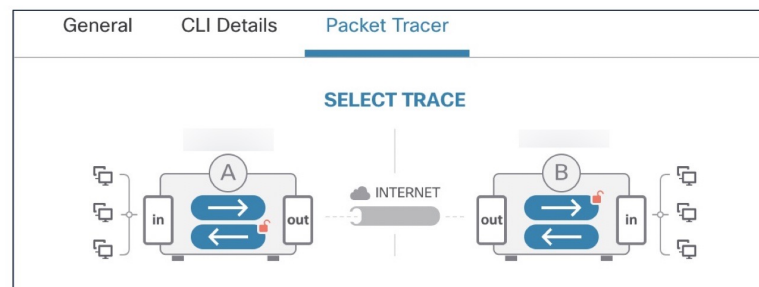 General CLI Details Packet Tracer
SELECT TRACE
A B
INTERNET
in out out in